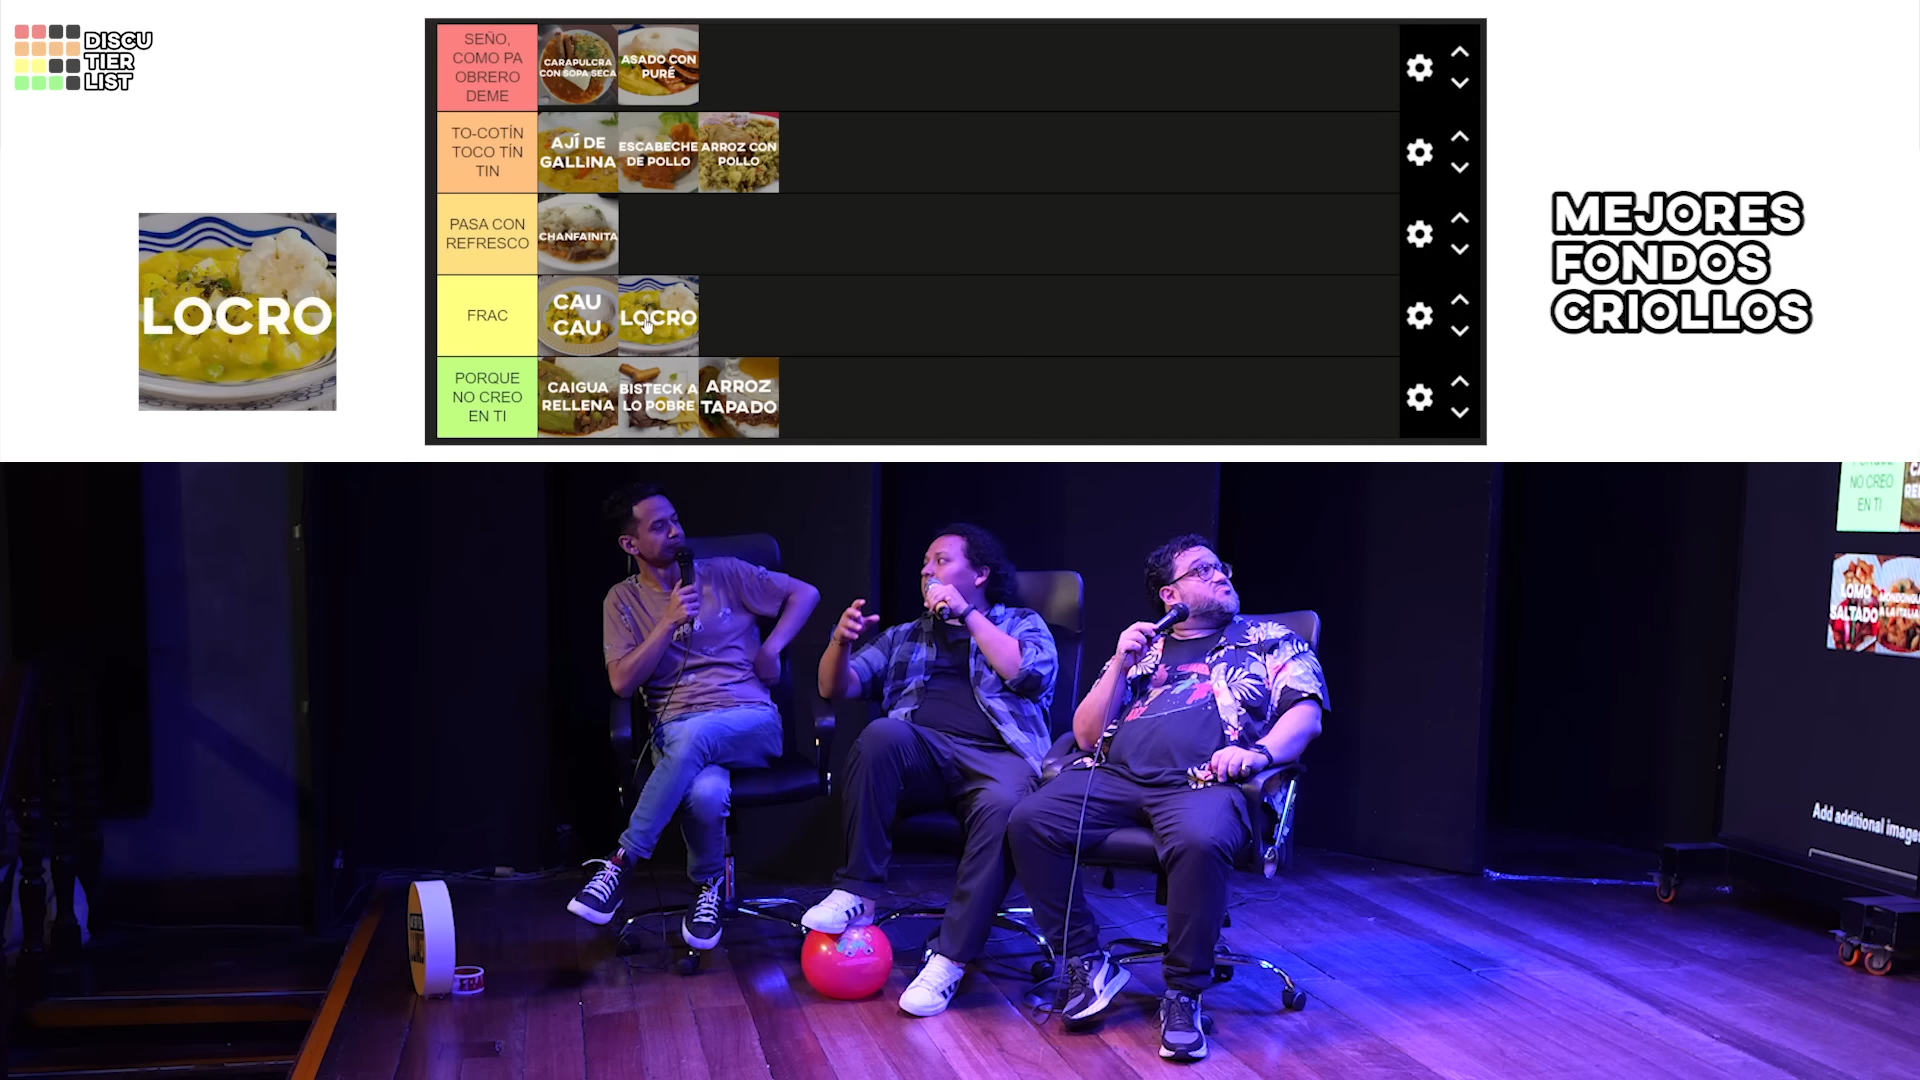 DISCU
TIER
LIST
SEÑO,
COMO PA
OBRERO
DEME
CARAPULCRA
CON SOPA SECA
ASADO CON
PURÉ
TO-COTÍN
TOCO TÍN
TIN
AJÍ DE
GALLINA
ESCABECHE
DE POLLO
ARROZ CON
POLLO
PASA CON
REFRESCO
CHANFAINITA
FRAC
CAU
CAU
LOCRO
PORQUE
NO CREO
EN TI
CAIGUA
RELLENA
BISTECK A
LO POBRE
ARROZ
TAPADO
LOCRO
MEJORES
FONDOS
CRIOLLOS
NO CREO
EN TI
LOMO
SALTADO
Add additional images